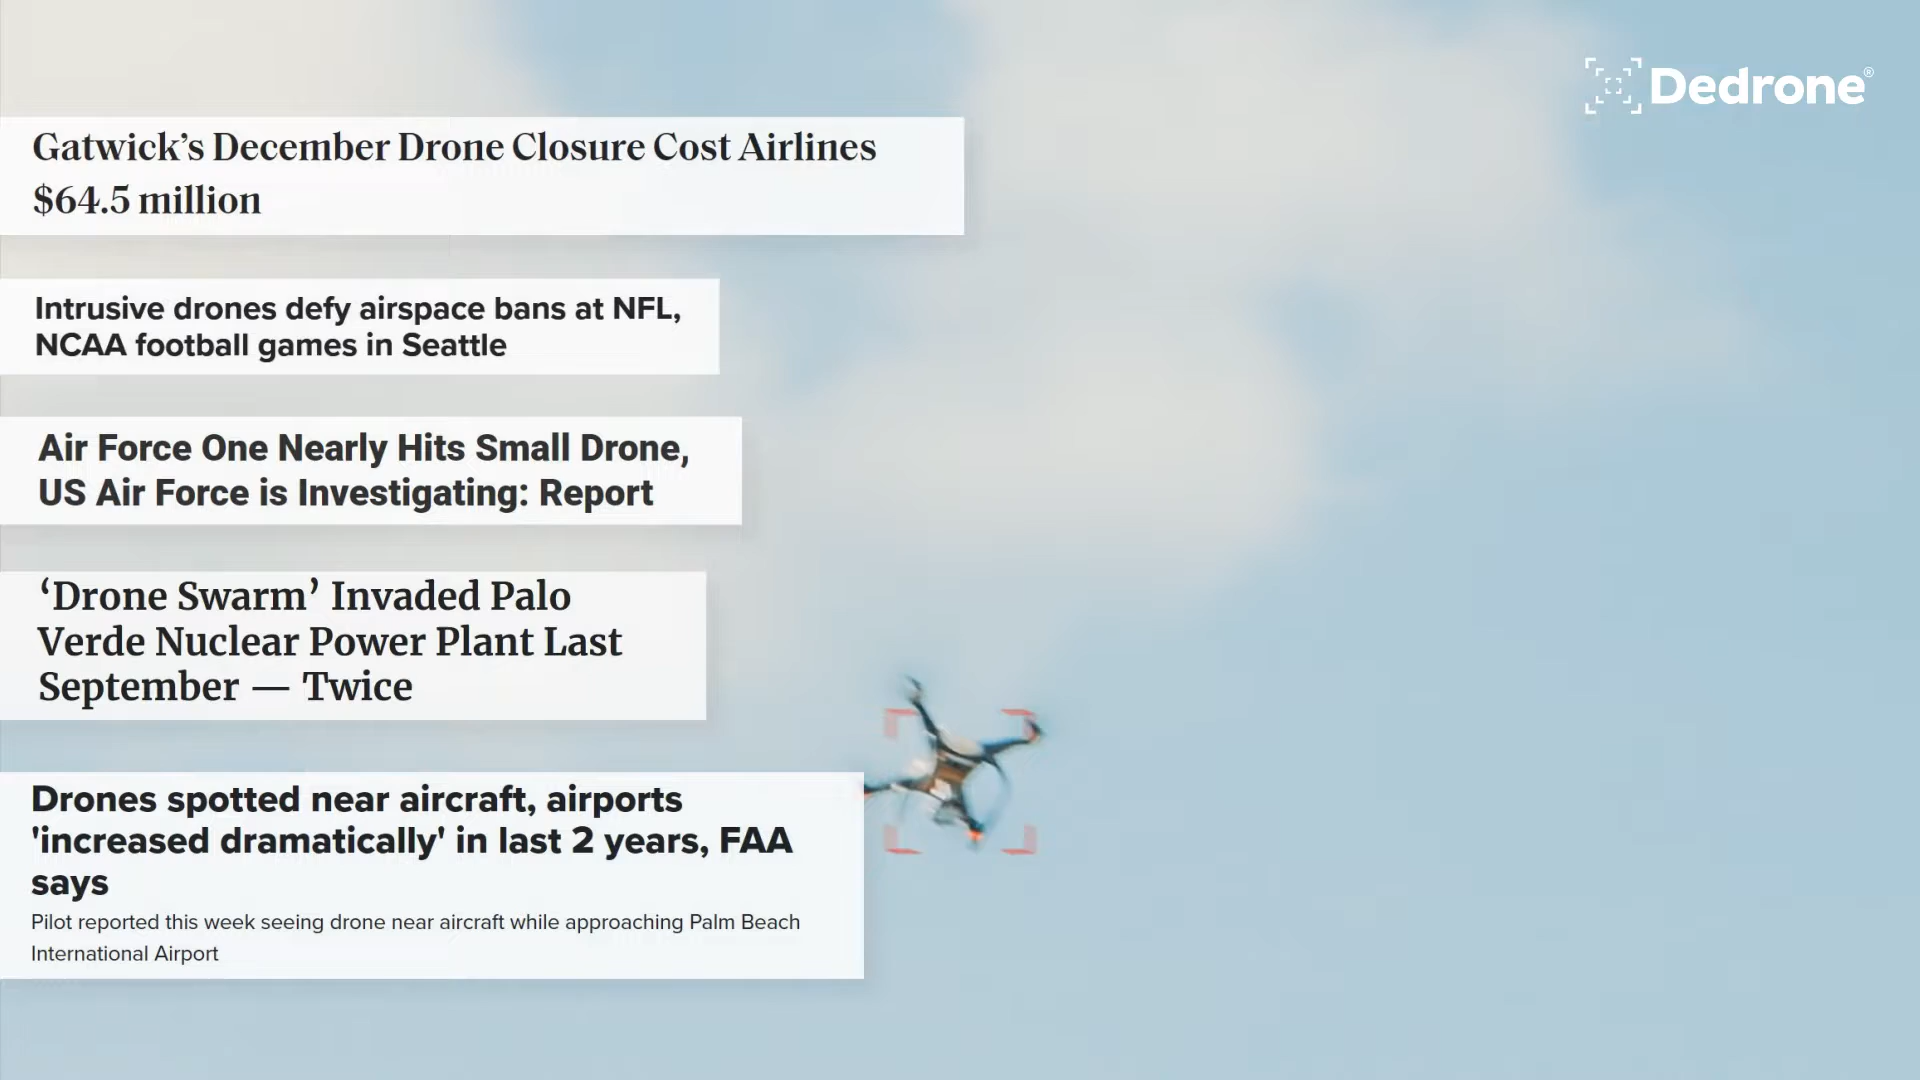 Dedrone®
Gatwick’s December Drone Closure Cost Airlines
$64.5 million
Intrusive drones defy airspace bans at NFL,
NCAA football games in Seattle
Air Force One Nearly Hits Small Drone,
US Air Force is Investigating: Report
‘Drone Swarm’ Invaded Palo
Verde Nuclear Power Plant Last
September — Twice
Drones spotted near aircraft, airports
'increased dramatically' in last 2 years, FAA
says
Pilot reported this week seeing drone near aircraft while approaching Palm Beach
International Airport